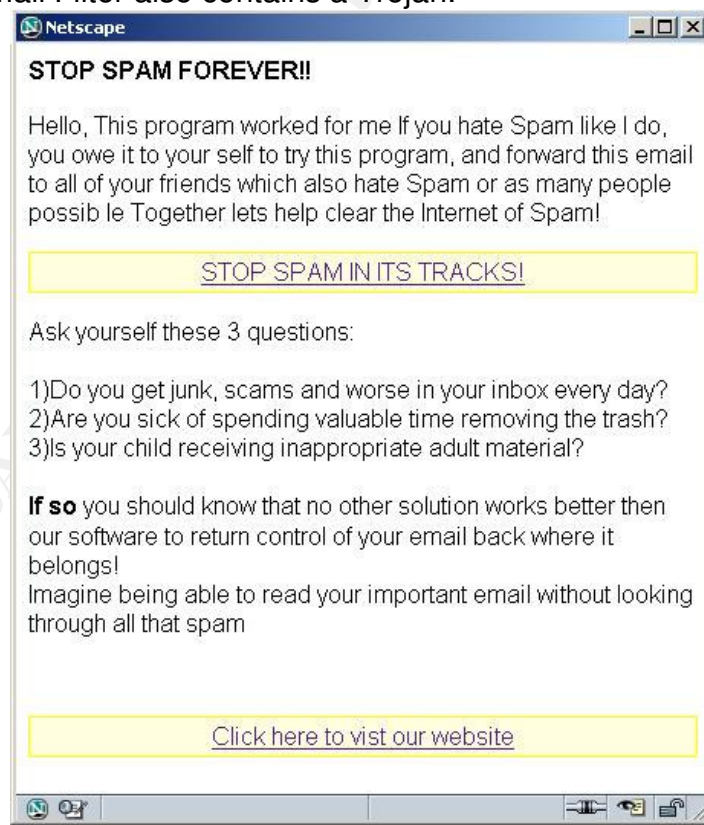 Netscape
STOP SPAM FOREVER!!
Hello, This program worked for me If you hate Spam like I do,
you owe it to your self to try this program, and forward this email
to all of your friends which also hate Spam or as many people
possib le Together lets help clear the Internet of Spam!
STOP SPAM IN ITS TRACKS!
Ask yourself these 3 questions:
1)Do you get junk, scams and worse in your inbox every day?
2)Are you sick of spending valuable time removing the trash?
3)Is your child receiving inappropriate adult material?
If so you should know that no other solution works better then
our software to return control of your email back where it
belongs!
Imagine being able to read your important email without looking
through all that spam
Click here to vist our website